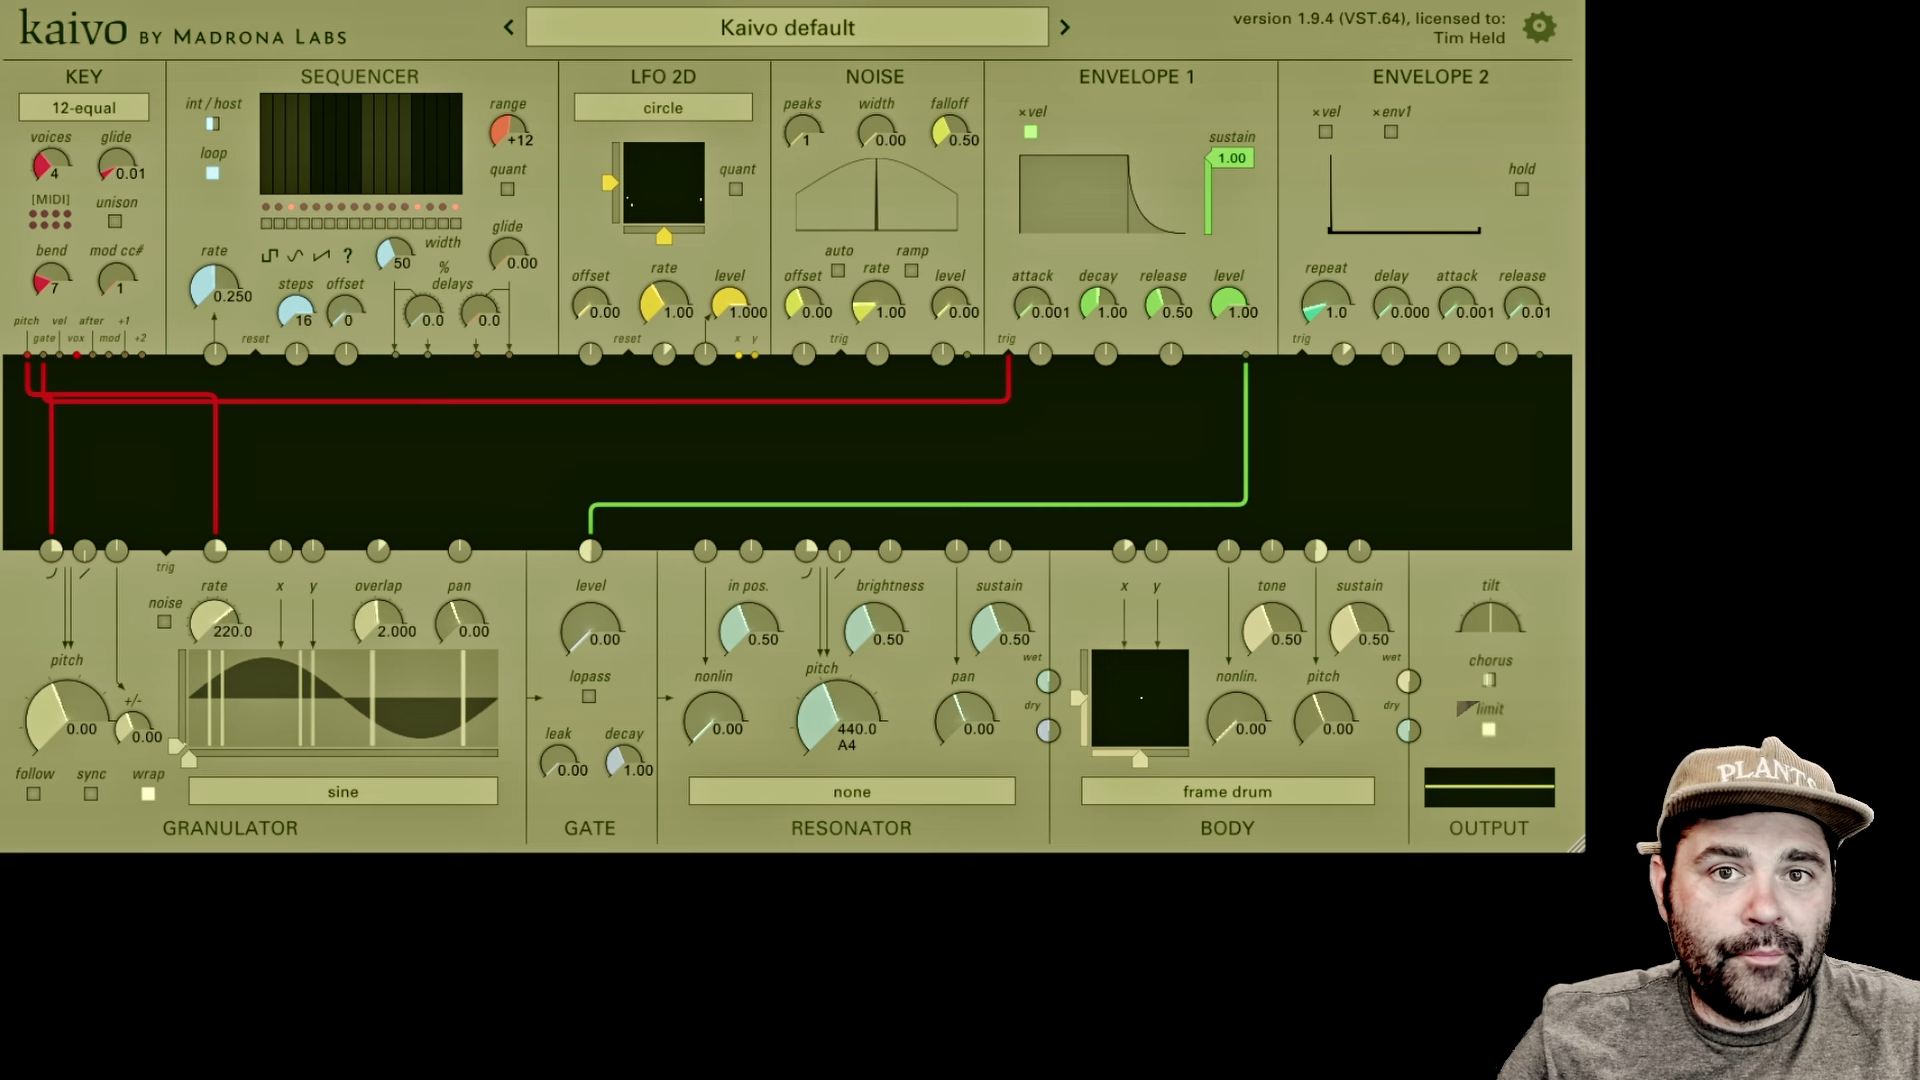 kaivo BY MADRONA LABS
< Kaivo default >
version 1.9.4 (VST.64), licensed to:
Tim Held
KEY SEQUENCER LFO 2D NOISE ENVELOPE 1 ENVELOPE 2
12-equal
voices glide
4 0.01
[MIDI] unison
bend mod cc#
7 1
pitch vel after +1
gate vox mod +2
int / host
loop
range
+12
quant
rate
0.250
? 50 width
%
glide
0.00
steps offset delays
16 0 0.0 0.0
reset
circle
quant
offset rate level
0.00 1.00 1.000
reset x y
peaks width falloff
1 0.00 0.50
auto ramp
offset rate level
0.00 1.00 0.00
trig
×vel
sustain
1.00
attack decay release level
0.001 1.00 0.50 1.00
trig
×vel ×env1
hold
repeat delay attack release
1.0 0.000 0.001 0.01
trig
trig
noise rate x y overlap pan
220.0 2.000 0.00
pitch
0.00
+/-
0.00
follow sync wrap
sine
GRANULATOR
level
0.00
lopass
leak decay
0.00 1.00
GATE
in pos. brightness sustain
0.50 0.50 0.50
nonlin pitch pan
0.00 440.0 0.00
A4
wet
dry
none
RESONATOR
x y tone sustain
0.50 0.50
nonlin. pitch
0.00 0.00
wet
dry
frame drum
BODY
tilt
chorus
limit
OUTPUT
PLANTS